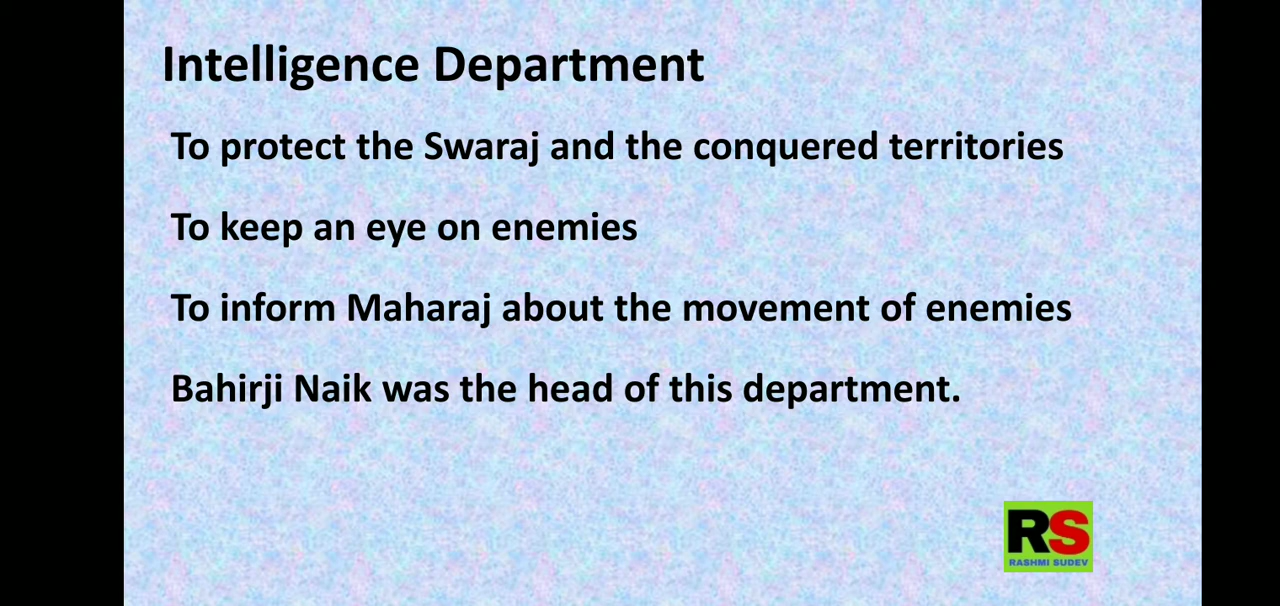 Intelligence Department
To protect the Swaraj and the conquered territories
To keep an eye on enemies
To inform Maharaj about the movement of enemies
Bahirji Naik was the head of this department.
RS
RASHMI SUDEV